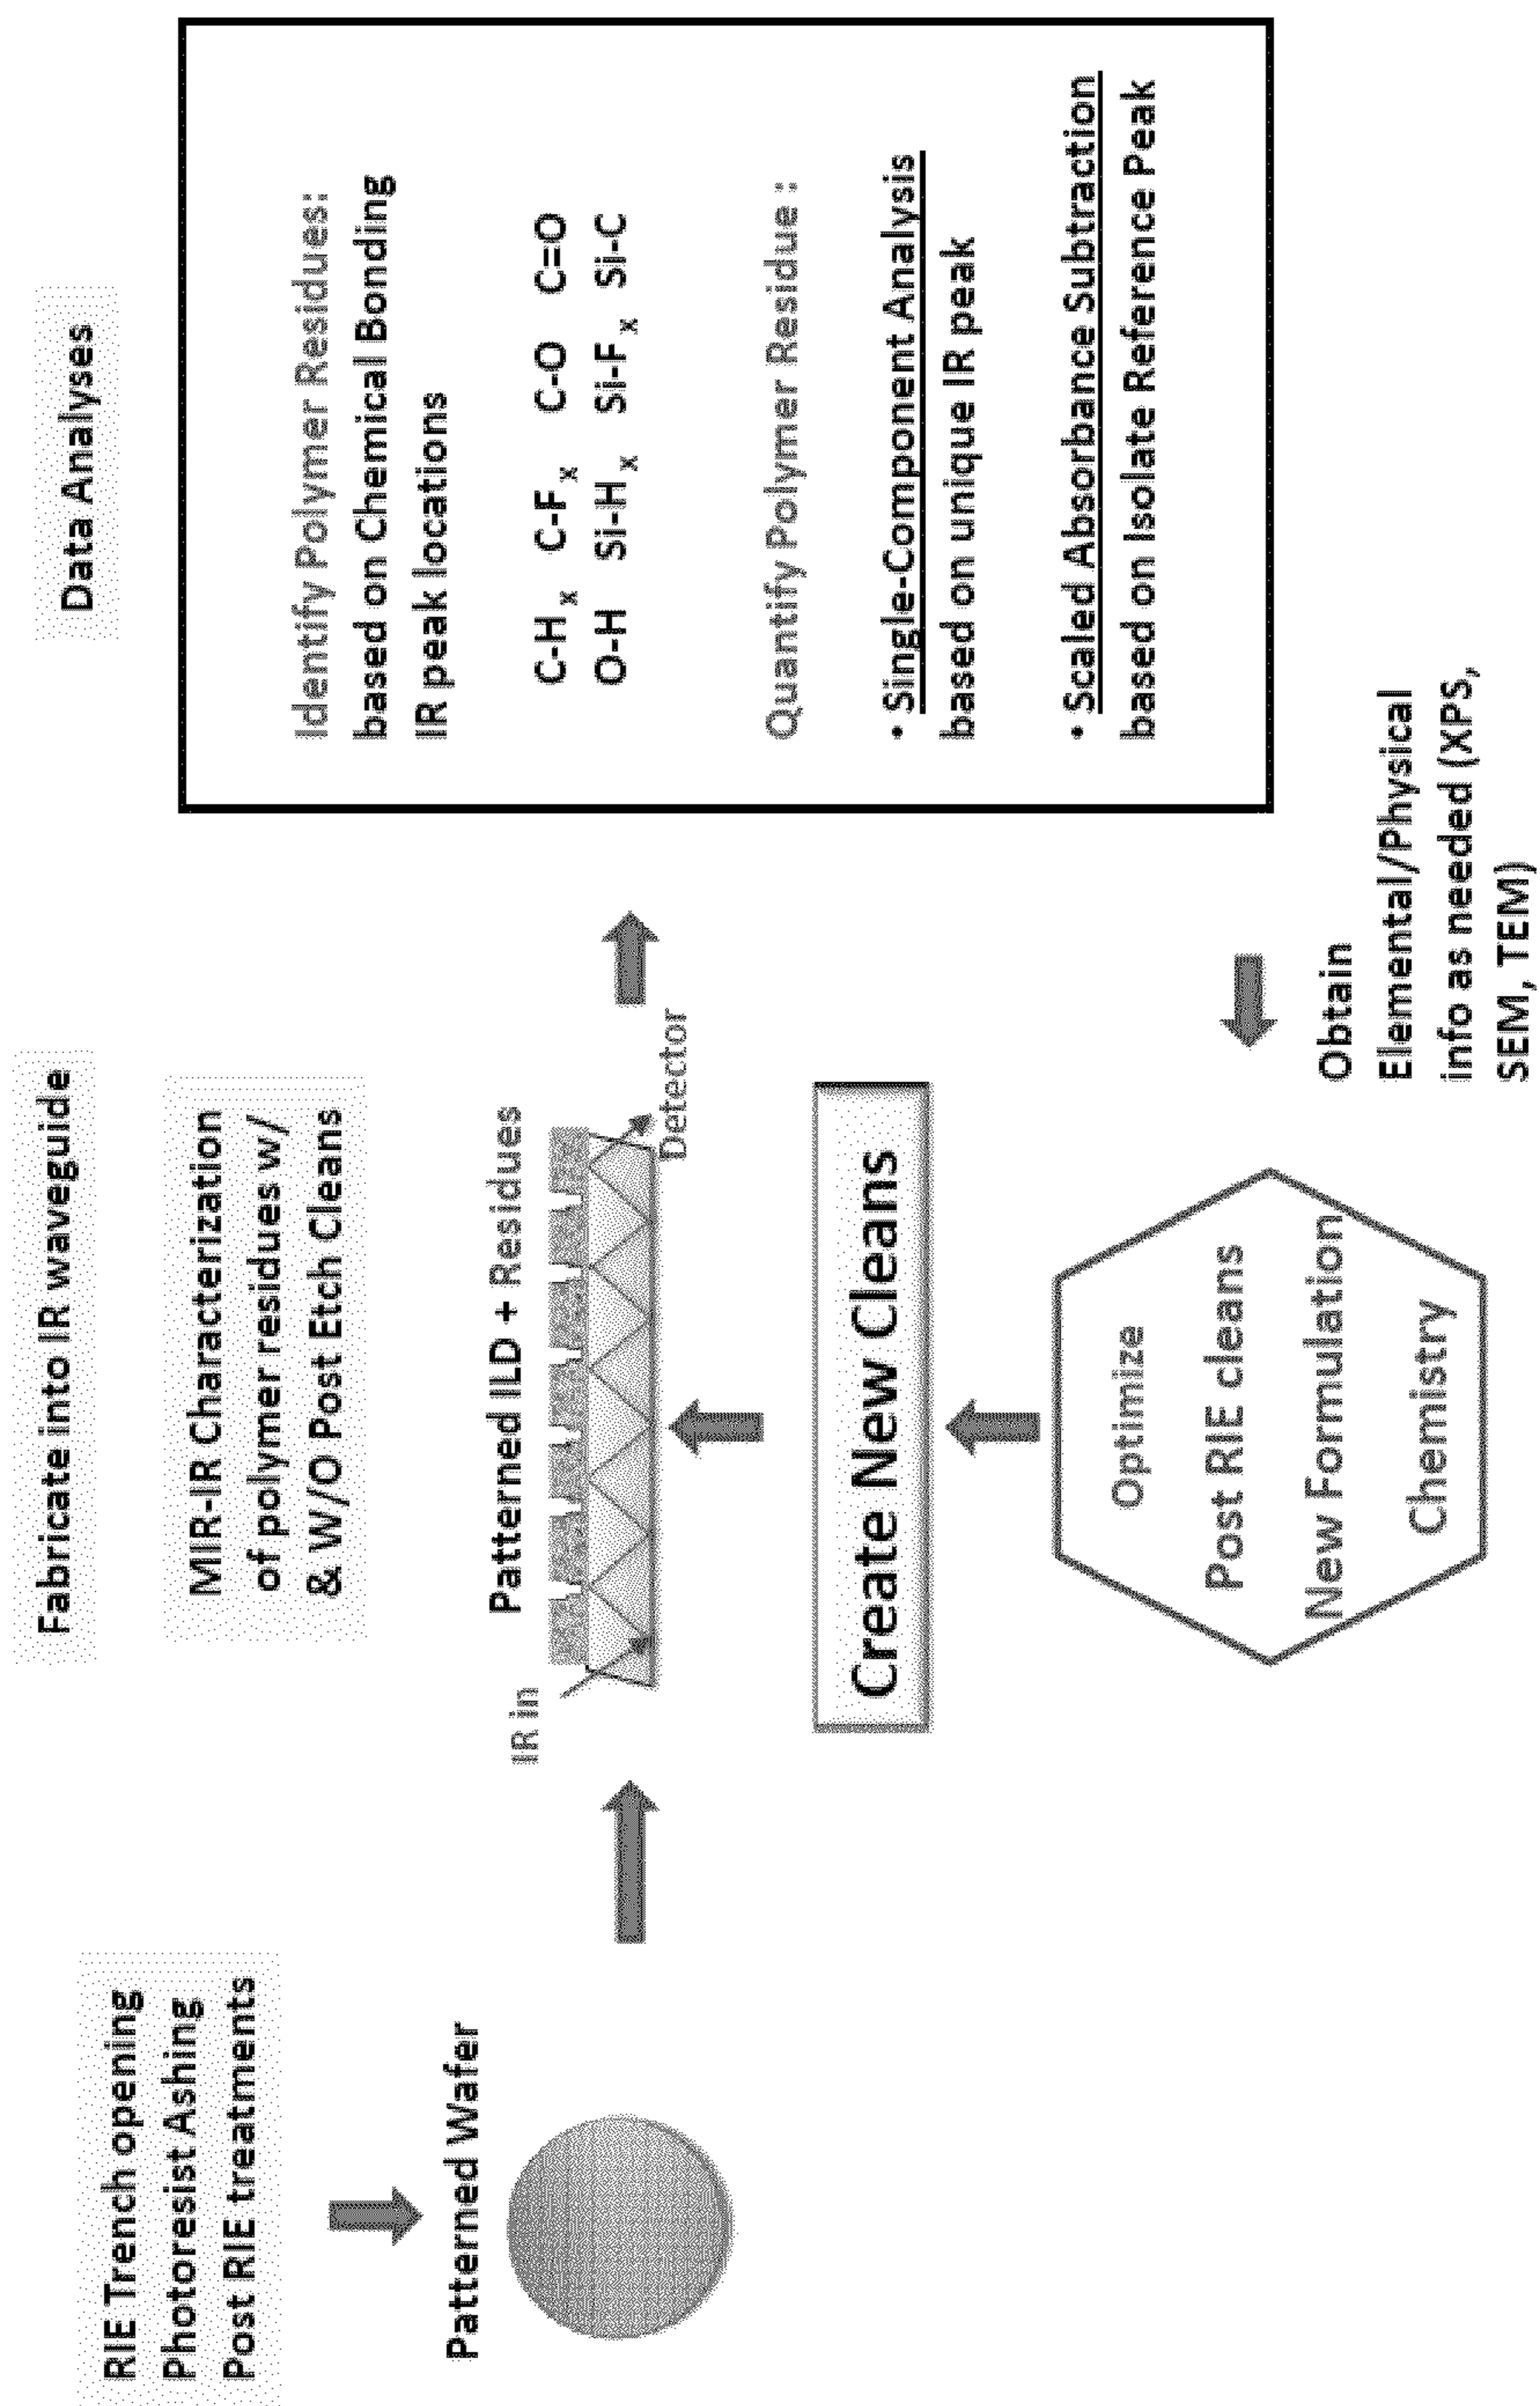 RIE Trench opening
Photoresist Ashing
Post RIE treatments
Patterned Wafer
Fabricate into IR waveguide
MIR-IR Characterization
of polymer residues w/
& W/O Post Etch Cleans
Patterned ILD + Residues
IR in
Detector
Create New Cleans
Optimize
Post RIE cleans
New Formulation
Chemistry
Data Analyses
Identify Polymer Residues:
based on Chemical Bonding
IR peak locations
C-Hx C-Fx C-O C=O
O-H Si-Hx Si-Fx Si-C
Quantify Polymer Residue :
• Single-Component Analysis
based on unique IR peak
• Scaled Absorbance Subtraction
based on Isolate Reference Peak
Obtain
Elemental/Physical
info as needed (XPS,
SEM, TEM)